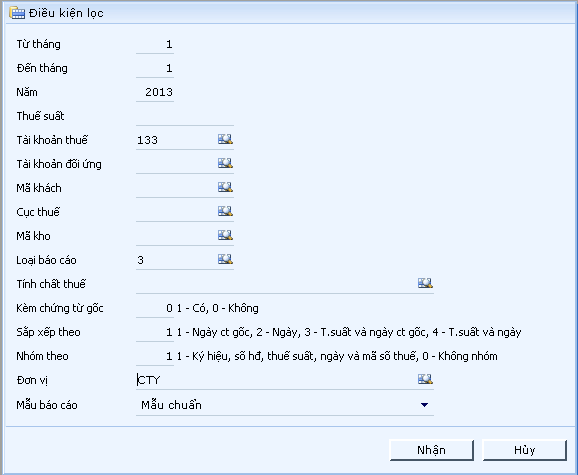 Điều kiện lọc
Từ tháng 1
Đến tháng 1
Năm 2013
Thuế suất
Tài khoản thuế 133
Tài khoản đối ứng
Mã khách
Cục thuế
Mã kho
Loại báo cáo 3
Tính chất thuế
Kèm chứng từ gốc 0 1 - Có, 0 - Không
Sắp xếp theo 1 1 - Ngày ct gốc, 2 - Ngày, 3 - T.suất và ngày ct gốc, 4 - T.suất và ngày
Nhóm theo 1 1 - Ký hiệu, số hđ, thuế suất, ngày và mã số thuế, 0 - Không nhóm
Đơn vị CTY
Mẫu báo cáo Mẫu chuẩn
Nhận Hủy